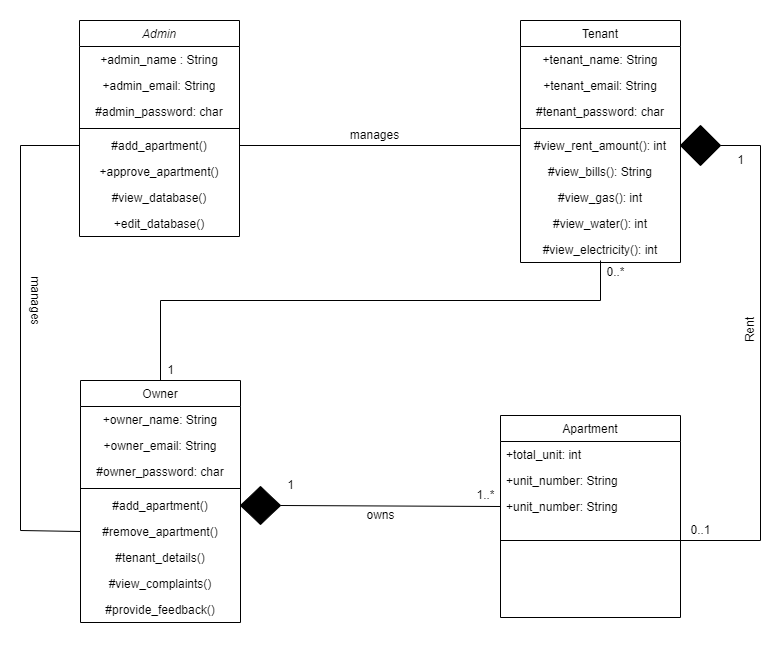 Admin
+admin_name : String
+admin_email: String
#admin_password: char
#add_apartment()
+approve_apartment()
#view_database()
+edit_database()
manages
Tenant
+tenant_name: String
+tenant_email: String
#tenant_password: char
#view_rent_amount(): int
#view_bills(): String
#view_gas(): int
#view_water(): int
#view_electricity(): int
1
0..*
manages
Rent
1
Owner
+owner_name: String
+owner_email: String
#owner_password: char
#add_apartment()
#remove_apartment()
#tenant_details()
#view_complaints()
#provide_feedback()
1
owns
1..*
Apartment
+total_unit: int
+unit_number: String
+unit_number: String
0..1